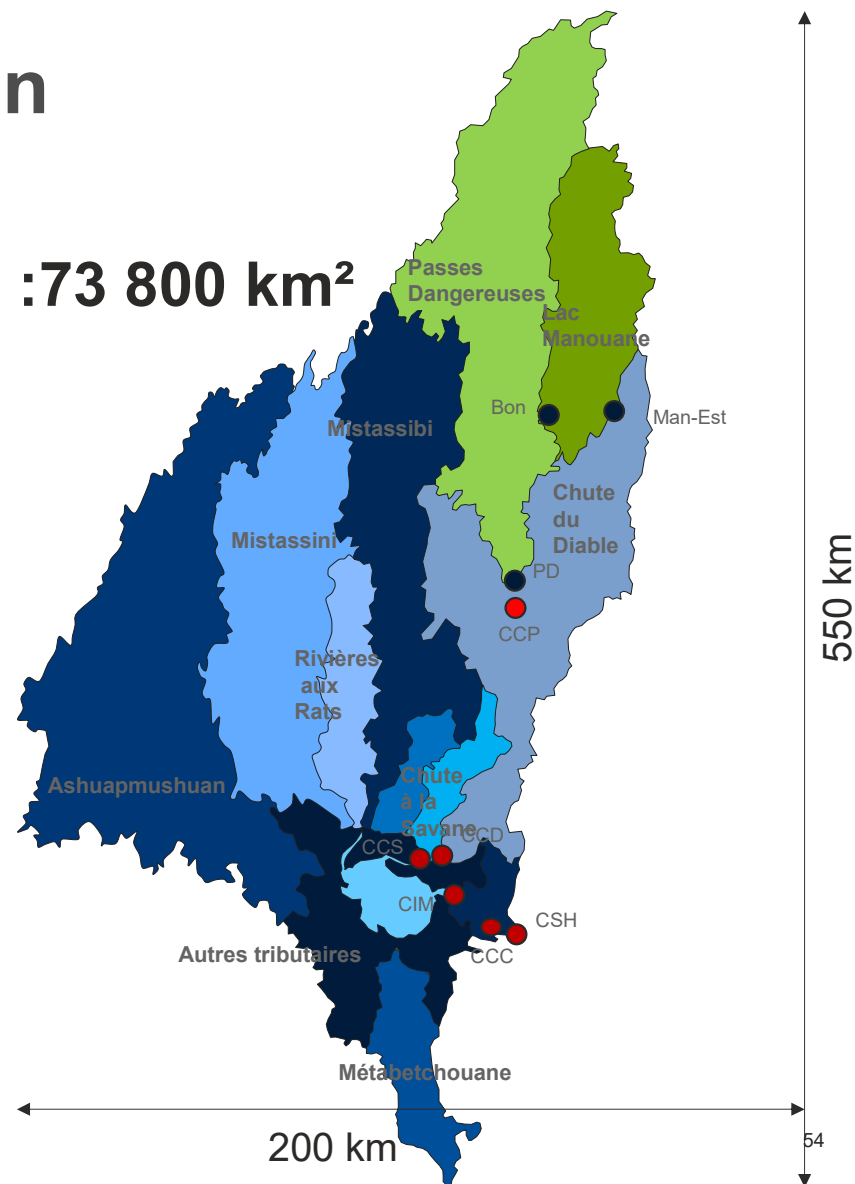 n
:73 800 km²
Passes
Dangereuses
Lac
Manouane
Bon
Man-Est
Mistassibi
Chute
du
Diable
Mistassini
550 km
PD
CCP
Rivières
aux
Rats
Ashuapmushuan
Chute
à la
Savane
CCD
CCS
CIM
CSH
CCC
Autres tributaires
Métabetchouane
200 km
54